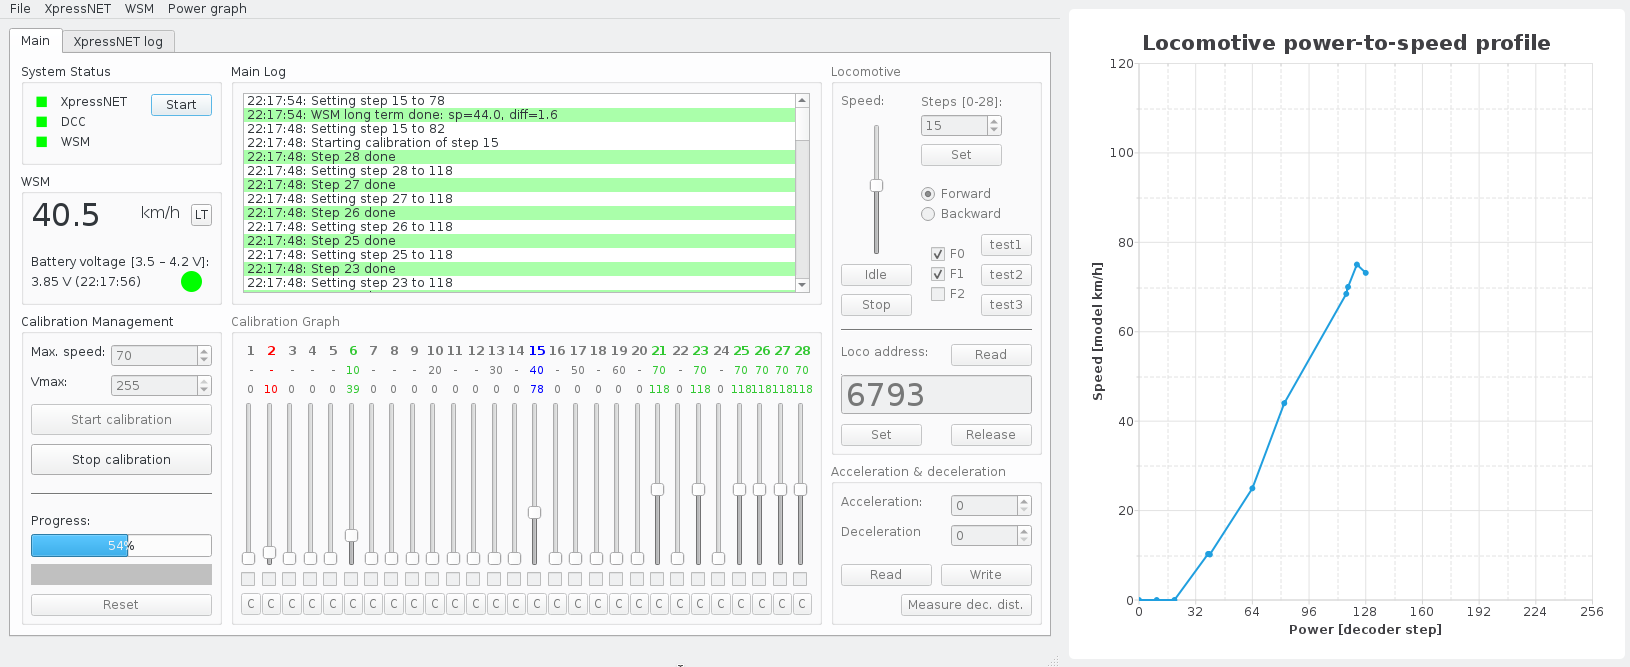 File XpressNET WSM Power graph
Main XpressNET log
System Status
XpressNET Start
DCC
WSM
WSM
40.5 km/h LT
Battery voltage [3.5 – 4.2 V]:
3.85 V (22:17:56)
Calibration Management
Max. speed: 70
Vmax: 255
Start calibration
Stop calibration
Progress:
54%
Reset
Main Log
22:17:54: Setting step 15 to 78
22:17:54: WSM long term done: sp=44.0, diff=1.6
22:17:48: Setting step 15 to 82
22:17:48: Starting calibration of step 15
22:17:48: Step 28 done
22:17:48: Setting step 28 to 118
22:17:48: Step 27 done
22:17:48: Setting step 27 to 118
22:17:48: Step 26 done
22:17:48: Setting step 26 to 118
22:17:48: Step 25 done
22:17:48: Setting step 25 to 118
22:17:48: Step 23 done
22:17:48: Setting step 23 to 118
Calibration Graph
1 2 3 4 5 6 7 8 9 10 11 12 13 14 15 16 17 18 19 20 21 22 23 24 25 26 27 28
- - - - - 10 - - - 20 - - 30 - 40 - 50 - 60 - 70 - 70 - 70 70 70 70
0 10 0 0 0 39 0 0 0 0 0 0 0 0 78 0 0 0 0 0 118 0 118 0 118 118 118 118
C C C C C C C C C C C C C C C C C C C C C C C C C C C C
Locomotive
Speed: Steps [0-28]:
15
Set
Forward
Backward
F0 test1
Idle F1 test2
Stop F2 test3
Loco address: Read
6793
Set Release
Acceleration & deceleration
Acceleration: 0
Deceleration 0
Read Write
Measure dec. dist.
Locomotive power-to-speed profile
Speed [model km/h]
120
100
80
60
40
20
0
0 32 64 96 128 160 192 224 256
Power [decoder step]